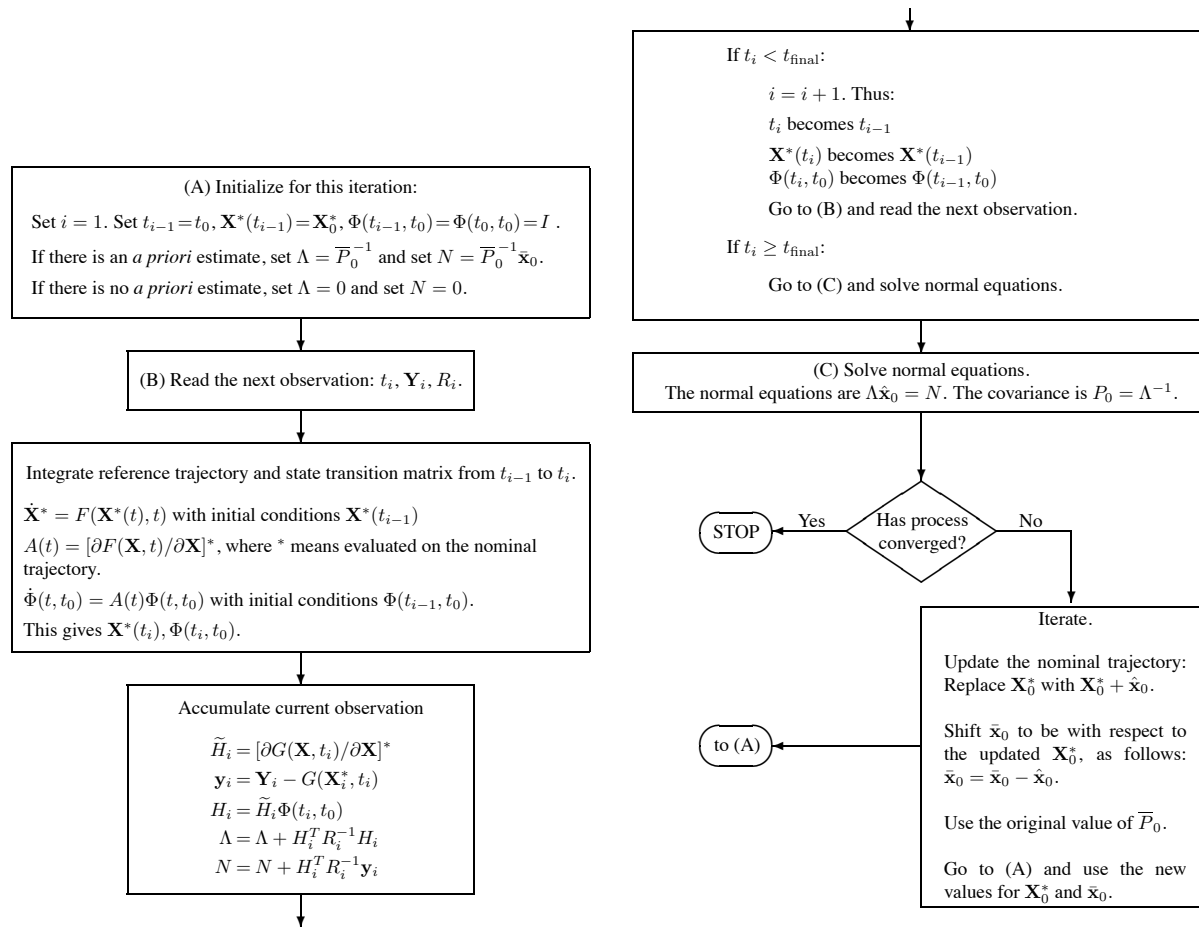 (A) Initialize for this iteration:
Set i = 1. Set t_{i−1} = t_0, X*(t_{i−1}) = X*_0, Φ(t_{i−1}, t_0) = Φ(t_0, t_0) = I .
If there is an a priori estimate, set Λ = P̅_0^{−1} and set N = P̅_0^{−1} x̄_0.
If there is no a priori estimate, set Λ = 0 and set N = 0.
(B) Read the next observation: t_i, Y_i, R_i.
Integrate reference trajectory and state transition matrix from t_{i−1} to t_i.
Ẋ* = F(X*(t), t) with initial conditions X*(t_{i−1})
A(t) = [∂F(X, t)/∂X]*, where * means evaluated on the nominal
trajectory.
Φ̇(t, t_0) = A(t)Φ(t, t_0) with initial conditions Φ(t_{i−1}, t_0).
This gives X*(t_i), Φ(t_i, t_0).
Accumulate current observation
H̃_i = [∂G(X, t_i)/∂X]*
y_i = Y_i − G(X*_i, t_i)
H_i = H̃_i Φ(t_i, t_0)
Λ = Λ + H_i^T R_i^{−1} H_i
N = N + H_i^T R_i^{−1} y_i
If t_i < t_final:
i = i + 1. Thus:
t_i becomes t_{i−1}
X*(t_i) becomes X*(t_{i−1})
Φ(t_i, t_0) becomes Φ(t_{i−1}, t_0)
Go to (B) and read the next observation.
If t_i ≥ t_final:
Go to (C) and solve normal equations.
(C) Solve normal equations.
The normal equations are Λx̂_0 = N. The covariance is P_0 = Λ^{−1}.
Has process
converged?
Yes
No
STOP
Iterate.
Update the nominal trajectory:
Replace X*_0 with X*_0 + x̂_0.
Shift x̄_0 to be with respect to
the updated X*_0, as follows:
x̄_0 = x̄_0 − x̂_0.
Use the original value of P̅_0.
Go to (A) and use the new
values for X*_0 and x̄_0.
to (A)